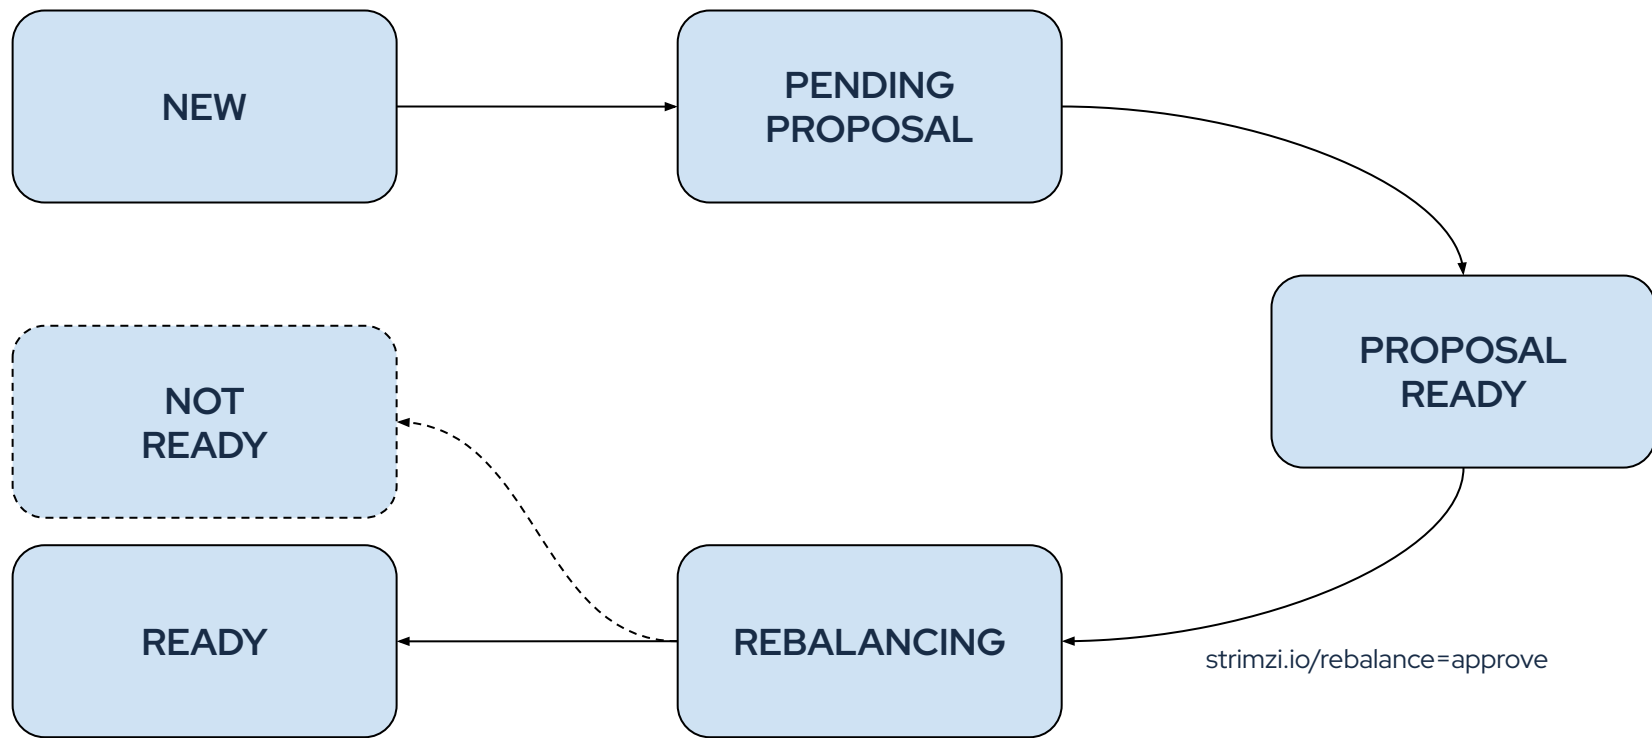 NEW
PENDING
PROPOSAL
PROPOSAL
READY
NOT
READY
READY
REBALANCING
strimzi.io/rebalance=approve